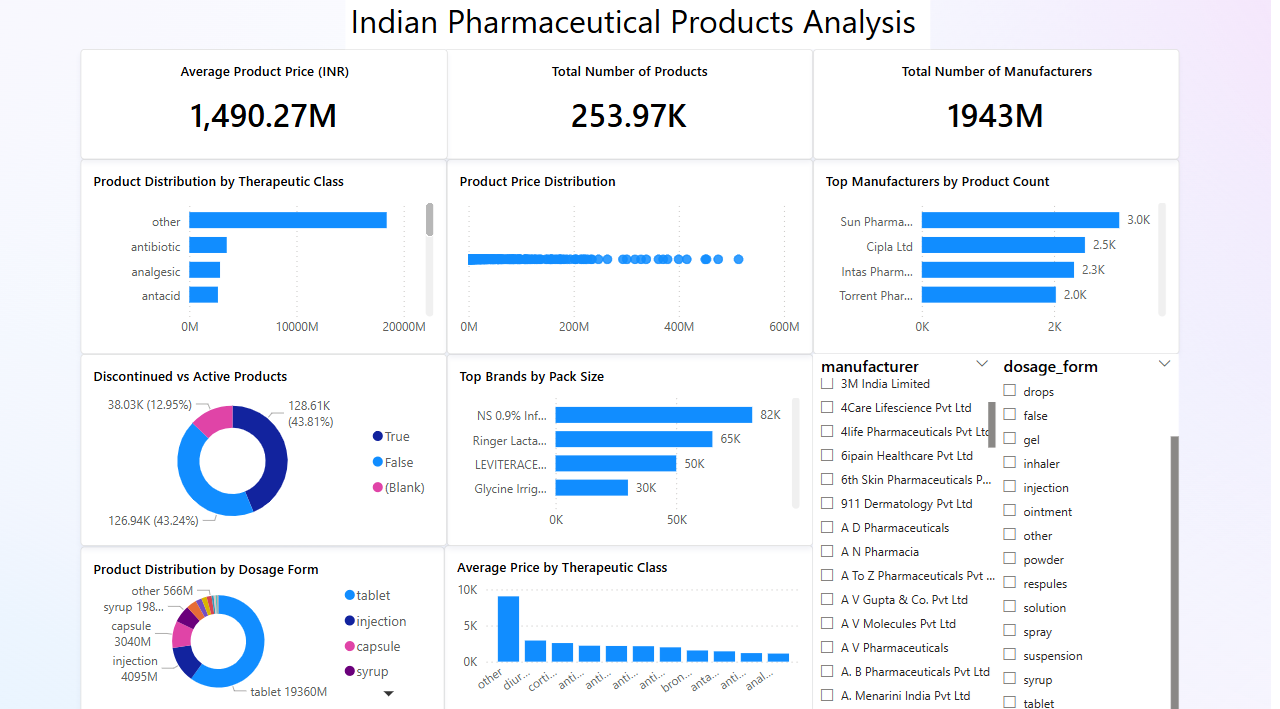 Indian Pharmaceutical Products Analysis
Average Product Price (INR)
1,490.27M
Total Number of Products
253.97K
Total Number of Manufacturers
1943M
Product Distribution by Therapeutic Class
other
antibiotic
analgesic
antacid
0M 10000M 20000M
Product Price Distribution
0M 200M 400M 600M
Top Manufacturers by Product Count
Sun Pharma... 3.0K
Cipla Ltd 2.5K
Intas Pharm... 2.3K
Torrent Phar... 2.0K
0K 2K
Discontinued vs Active Products
38.03K (12.95%)
128.61K
(43.81%)
126.94K (43.24%)
True
False
(Blank)
Top Brands by Pack Size
NS 0.9% Inf... 82K
Ringer Lacta... 65K
LEVITERACE... 50K
Glycine Irrig... 30K
0K 50K
manufacturer
3M India Limited
4Care Lifescience Pvt Ltd
4life Pharmaceuticals Pvt Ltd
6ipain Healthcare Pvt Ltd
6th Skin Pharmaceuticals P...
911 Dermatology Pvt Ltd
A D Pharmaceuticals
A N Pharmacia
A To Z Pharmaceuticals Pvt ...
A V Gupta & Co. Pvt Ltd
A V Molecules Pvt Ltd
A V Pharmaceuticals
A. B Pharmaceuticals Pvt Ltd
A. Menarini India Pvt Ltd
dosage_form
drops
false
gel
inhaler
injection
ointment
other
powder
respules
solution
spray
suspension
syrup
tablet
Product Distribution by Dosage Form
other 566M
syrup 198...
capsule
3040M
injection
4095M
tablet 19360M
tablet
injection
capsule
syrup
Average Price by Therapeutic Class
10K
5K
0K
other diur... corti... anti... anti... anti... anti... bron... anta... anti... anal...